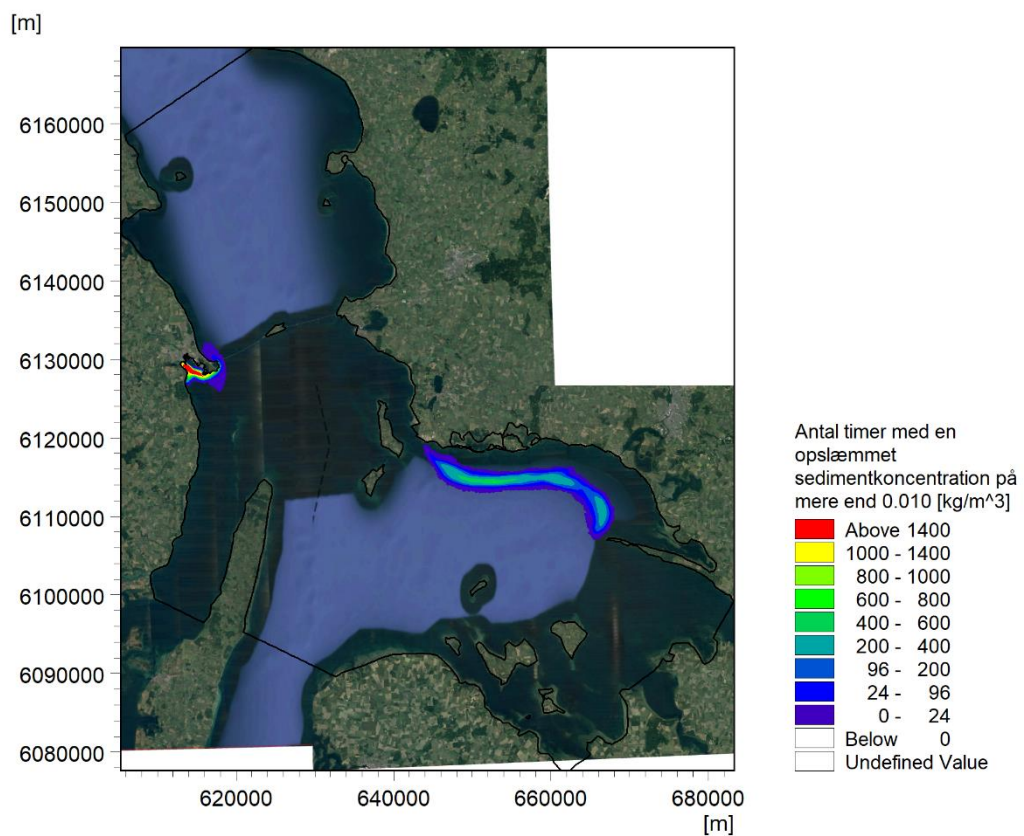 [m]
6160000
6150000
6140000
6130000
6120000
6110000
6100000
6090000
6080000
620000 640000 660000 680000
[m]
Antal timer med en
opslæmmet
sedimentkoncentration på
mere end 0.010 [kg/m^3]
Above 1400
1000 - 1400
800 - 1000
600 - 800
400 - 600
200 - 400
96 - 200
24 - 96
0 - 24
Below 0
Undefined Value